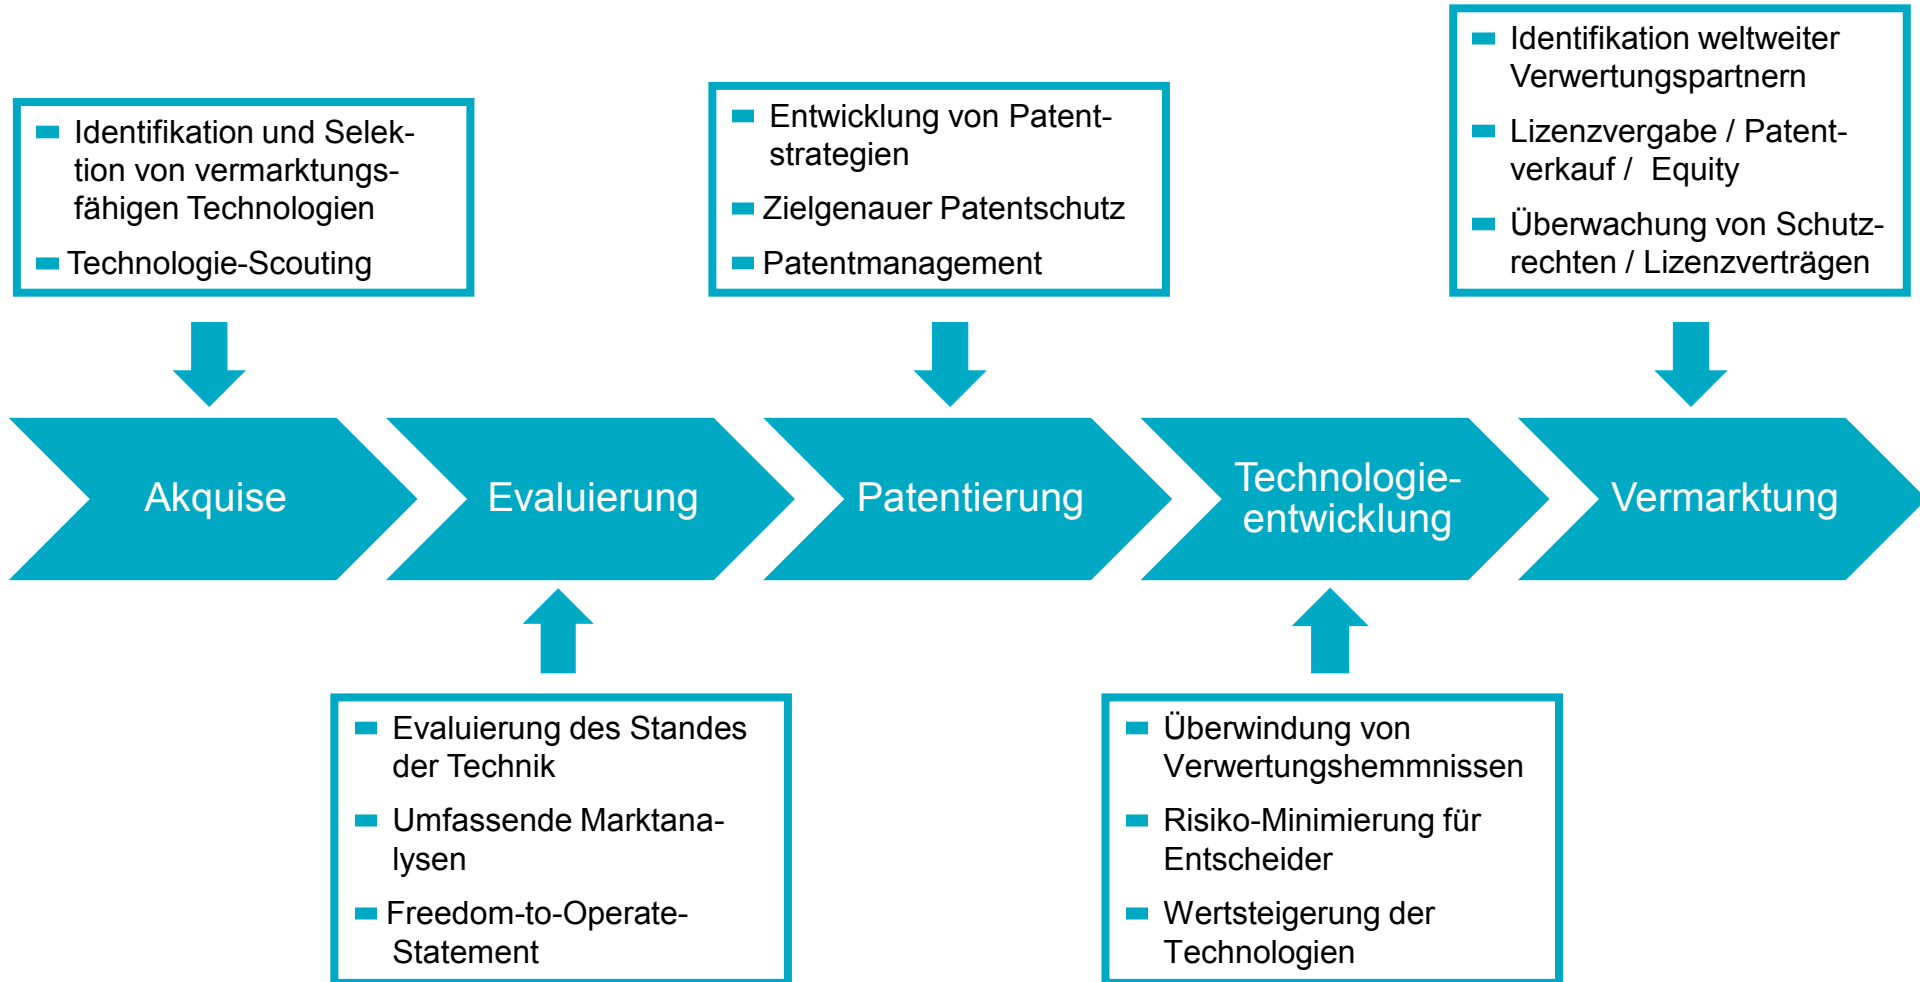 Identifikation und Selek-
tion von vermarktungs-
fähigen Technologien
Technologie-Scouting
Entwicklung von Patent-
strategien
Zielgenauer Patentschutz
Patentmanagement
Identifikation weltweiter
Verwertungspartnern
Lizenzvergabe / Patent-
verkauf / Equity
Überwachung von Schutz-
rechten / Lizenzverträgen
Akquise
Evaluierung
Patentierung
Technologie-
entwicklung
Vermarktung
Evaluierung des Standes
der Technik
Umfassende Marktana-
lysen
Freedom-to-Operate-
Statement
Überwindung von
Verwertungshemmnissen
Risiko-Minimierung für
Entscheider
Wertsteigerung der
Technologien